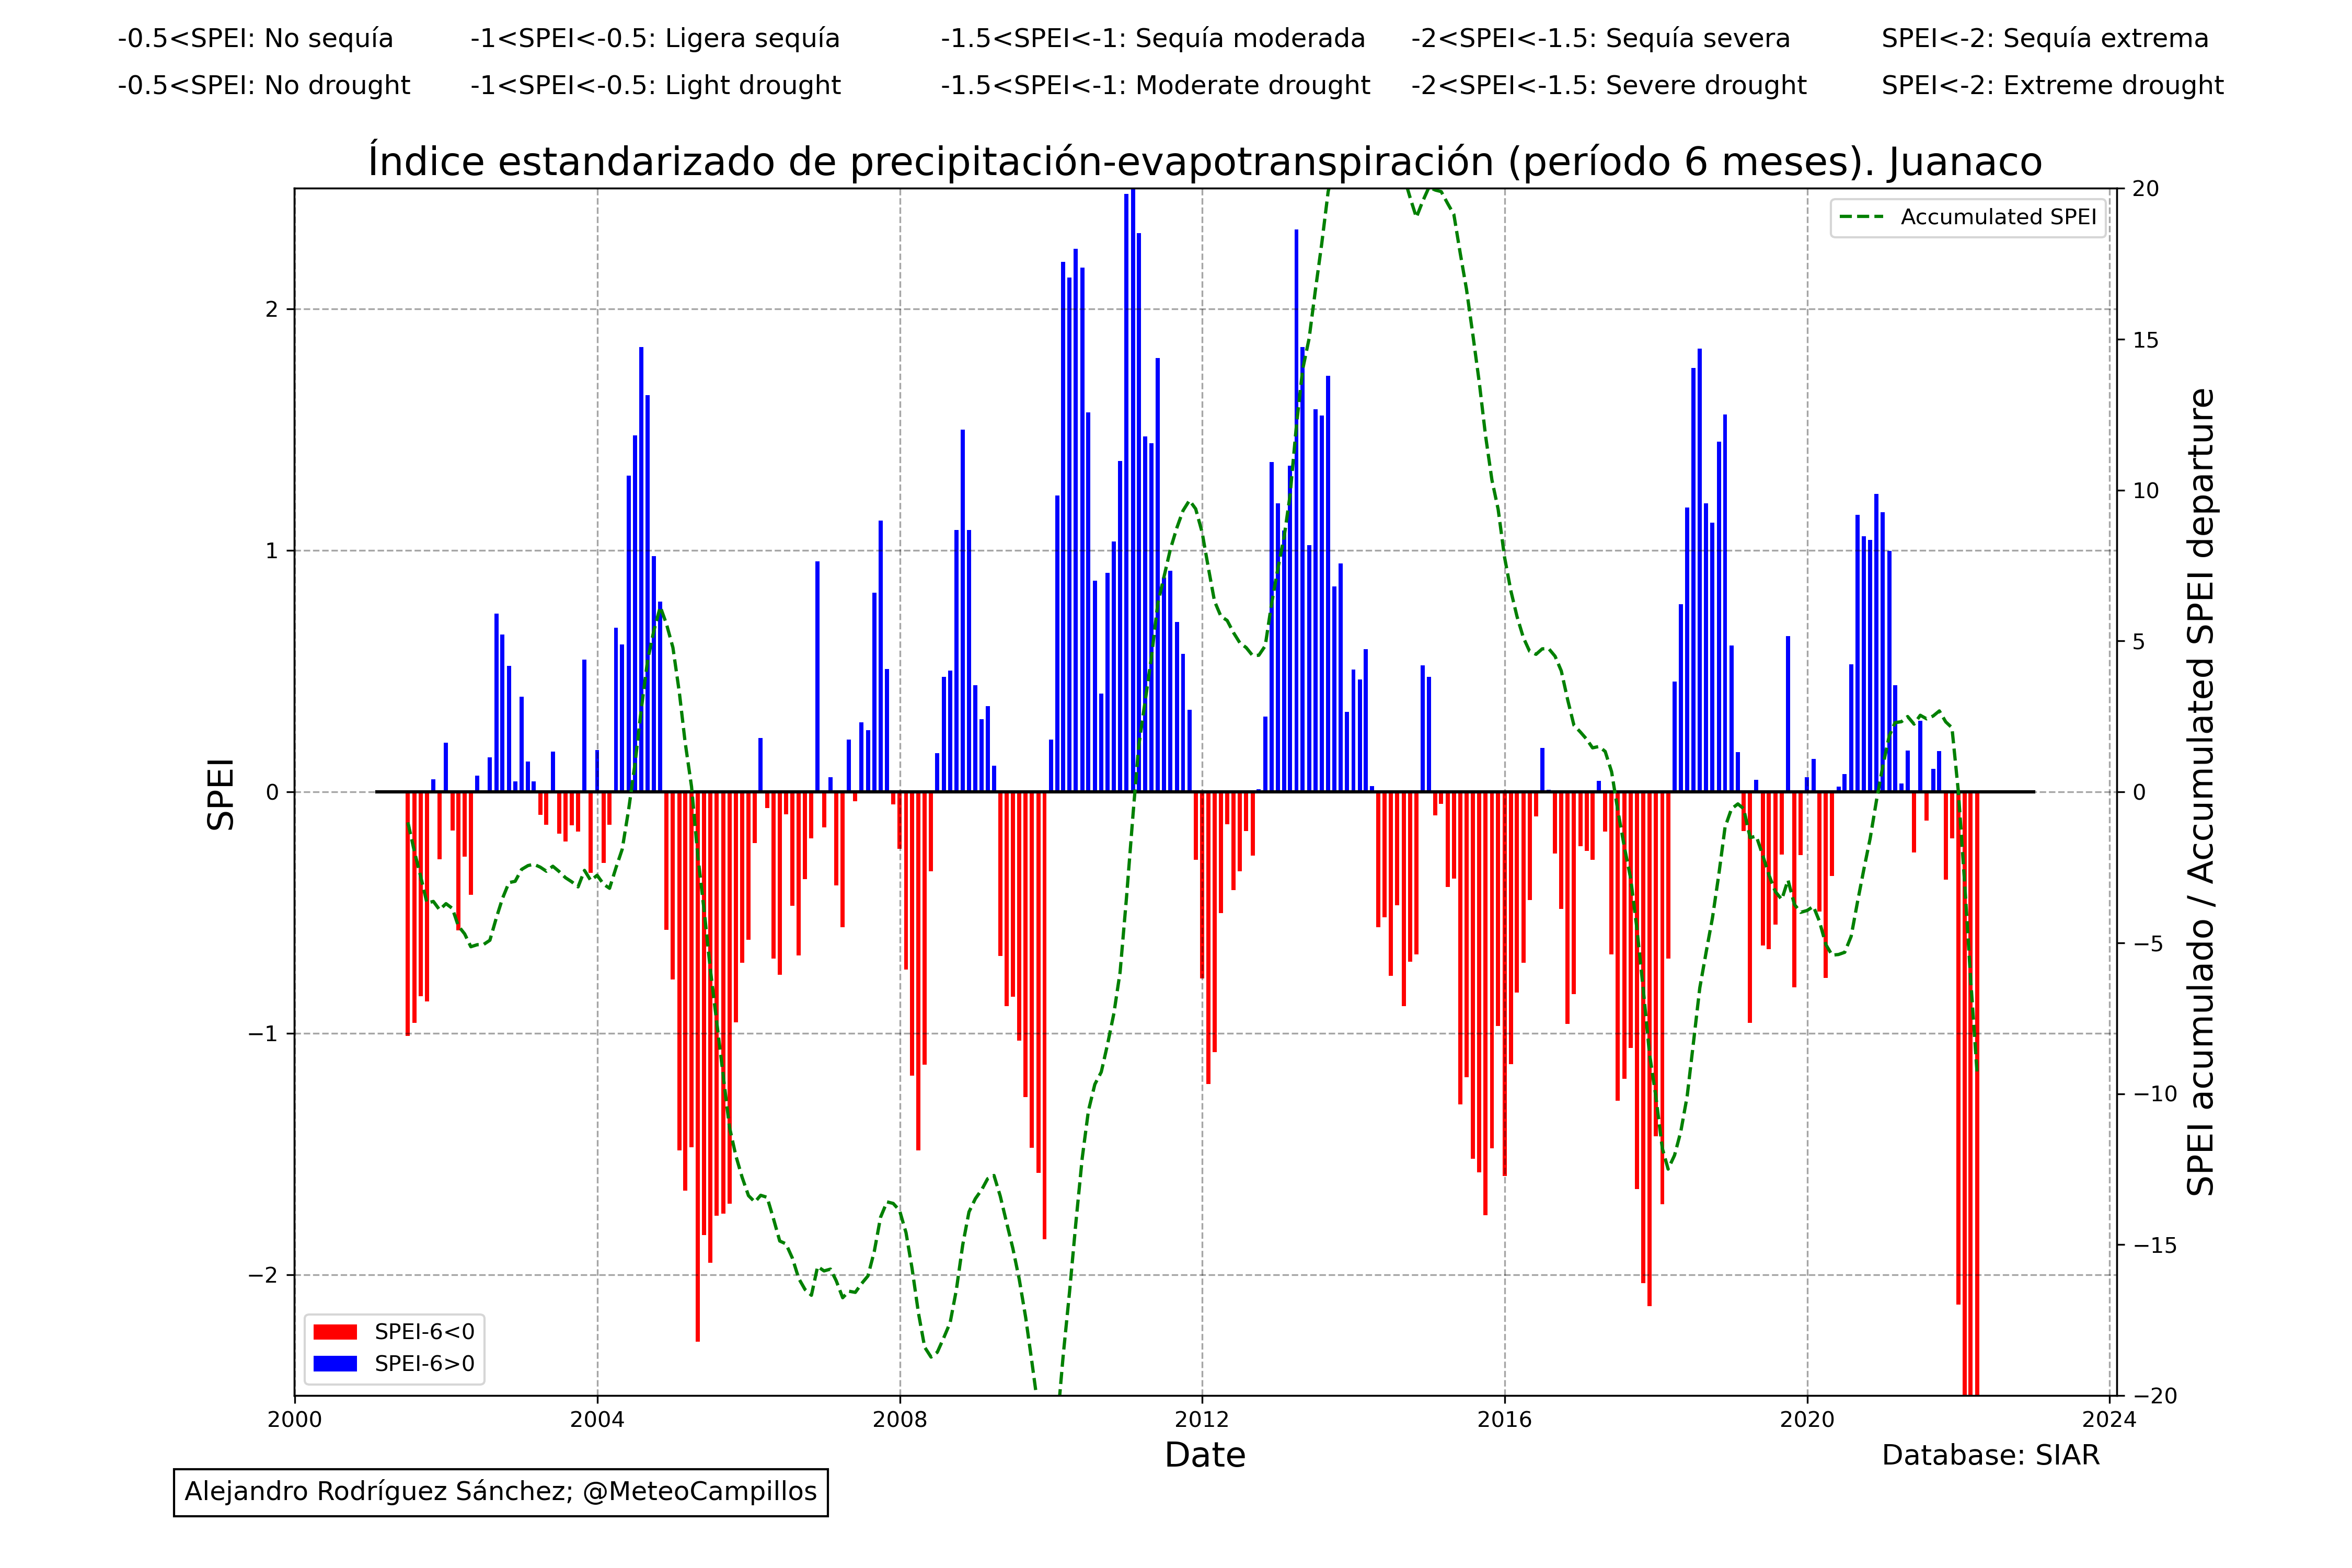 -0.5<SPEI: No sequía
-1<SPEI<-0.5: Ligera sequía
-1.5<SPEI<-1: Sequía moderada
-2<SPEI<-1.5: Sequía severa
SPEI<-2: Sequía extrema
-0.5<SPEI: No drought
-1<SPEI<-0.5: Light drought
-1.5<SPEI<-1: Moderate drought
-2<SPEI<-1.5: Severe drought
SPEI<-2: Extreme drought
Índice estandarizado de precipitación-evapotranspiración (período 6 meses). Juanaco
Accumulated SPEI
SPEI
2
1
0
−1
−2
20
15
10
5
0
−5
−10
−15
−20
SPEI acumulado / Accumulated SPEI departure
SPEI-6<0
SPEI-6>0
2000
2004
2008
2012
2016
2020
2024
Date
Database: SIAR
Alejandro Rodríguez Sánchez; @MeteoCampillos